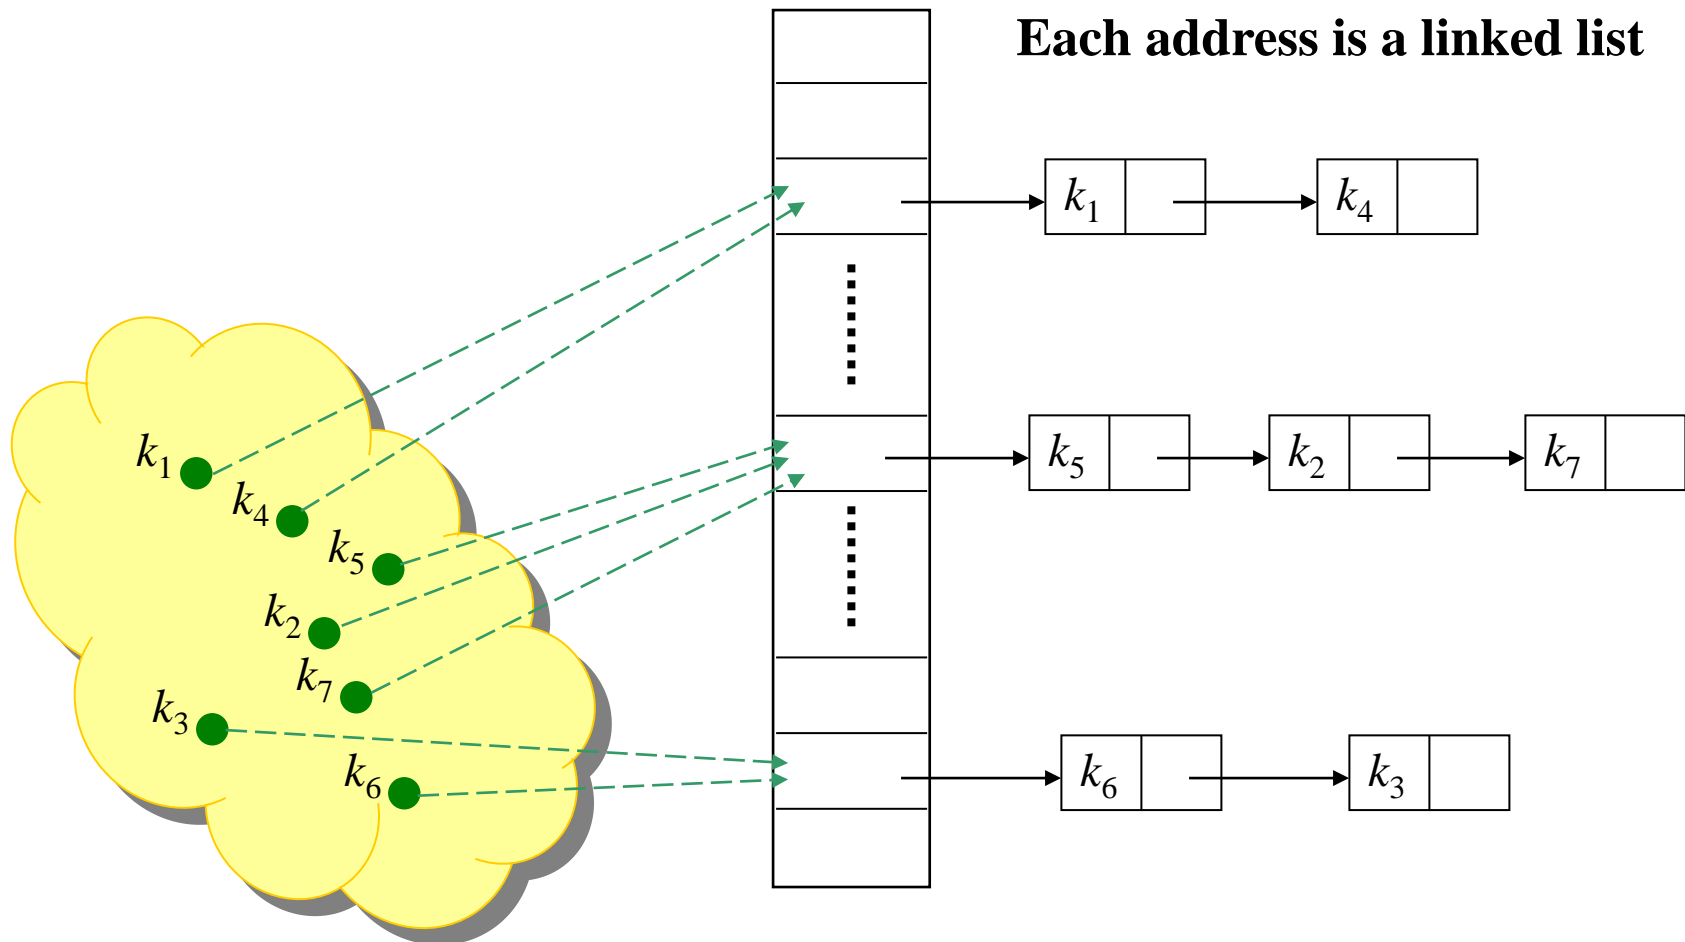 Each address is a linked list
k₁ k₄
k₁
k₄
k₅ k₂ k₇
k₅
k₂
k₇
k₃
k₆ k₃
k₆